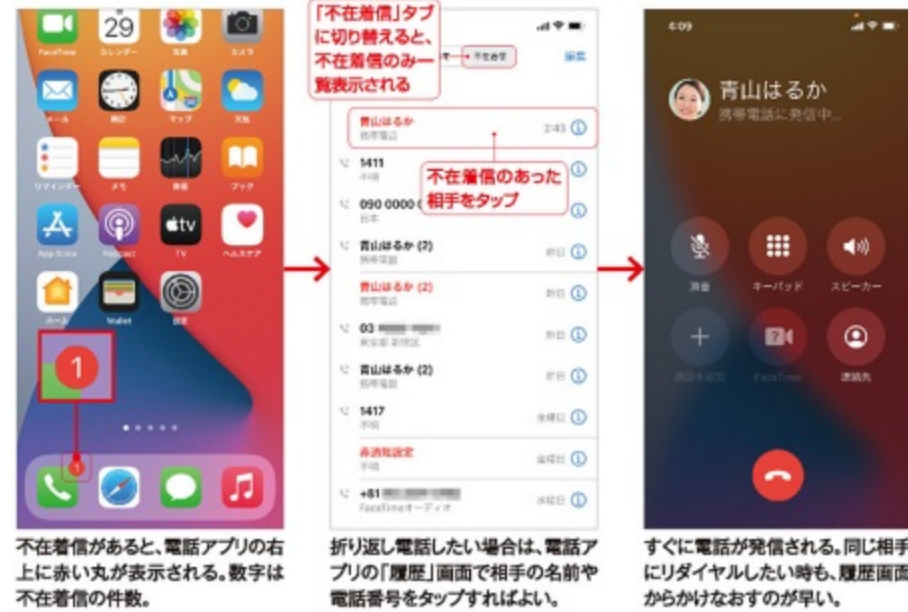 29
FaceTime
カレンダー
写真
カメラ
メール
時計
マップ
天気
リマインダー
メモ
株価
ブック
App Store
Podcast
tv
TV
ヘルスケア
ホーム
Wallet
設定
1
1
不在着信があると、電話アプリの右
上に赤い丸が表示される。数字は
不在着信の件数。
「不在着信」タブ
に切り替えると、
不在着信のみ一
覧表示される
不在着信
編集
青山はるか
携帯電話
2:43
不在着信のあった
相手をタップ
1411
不明
090 0000
日本
青山はるか (2)
携帯電話
昨日
青山はるか (2)
携帯電話
昨日
03
東京都 新宿区
昨日
青山はるか (2)
携帯電話
昨日
1417
不明
金曜日
非通知設定
不明
金曜日
+81
FaceTimeオーディオ
水曜日
折り返し電話したい場合は、電話ア
プリの「履歴」画面で相手の名前や
電話番号をタップすればよい。
4:09
青山はるか
携帯電話に発信中...
消音
キーパッド
スピーカー
通話を追加
FaceTime
連絡先
すぐに電話が発信される。同じ相手
にリダイヤルしたい時も、履歴画面
からかけなおすのが早い。